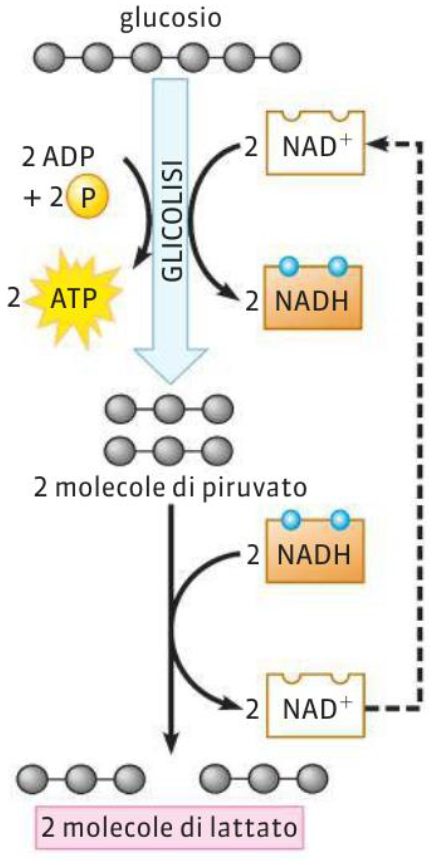 glucosio
2 ADP
+ 2 P
2 ATP
GLICOLISI
2 NAD⁺
2 NADH
2 molecole di piruvato
2 NADH
2 NAD⁺
2 molecole di lattato